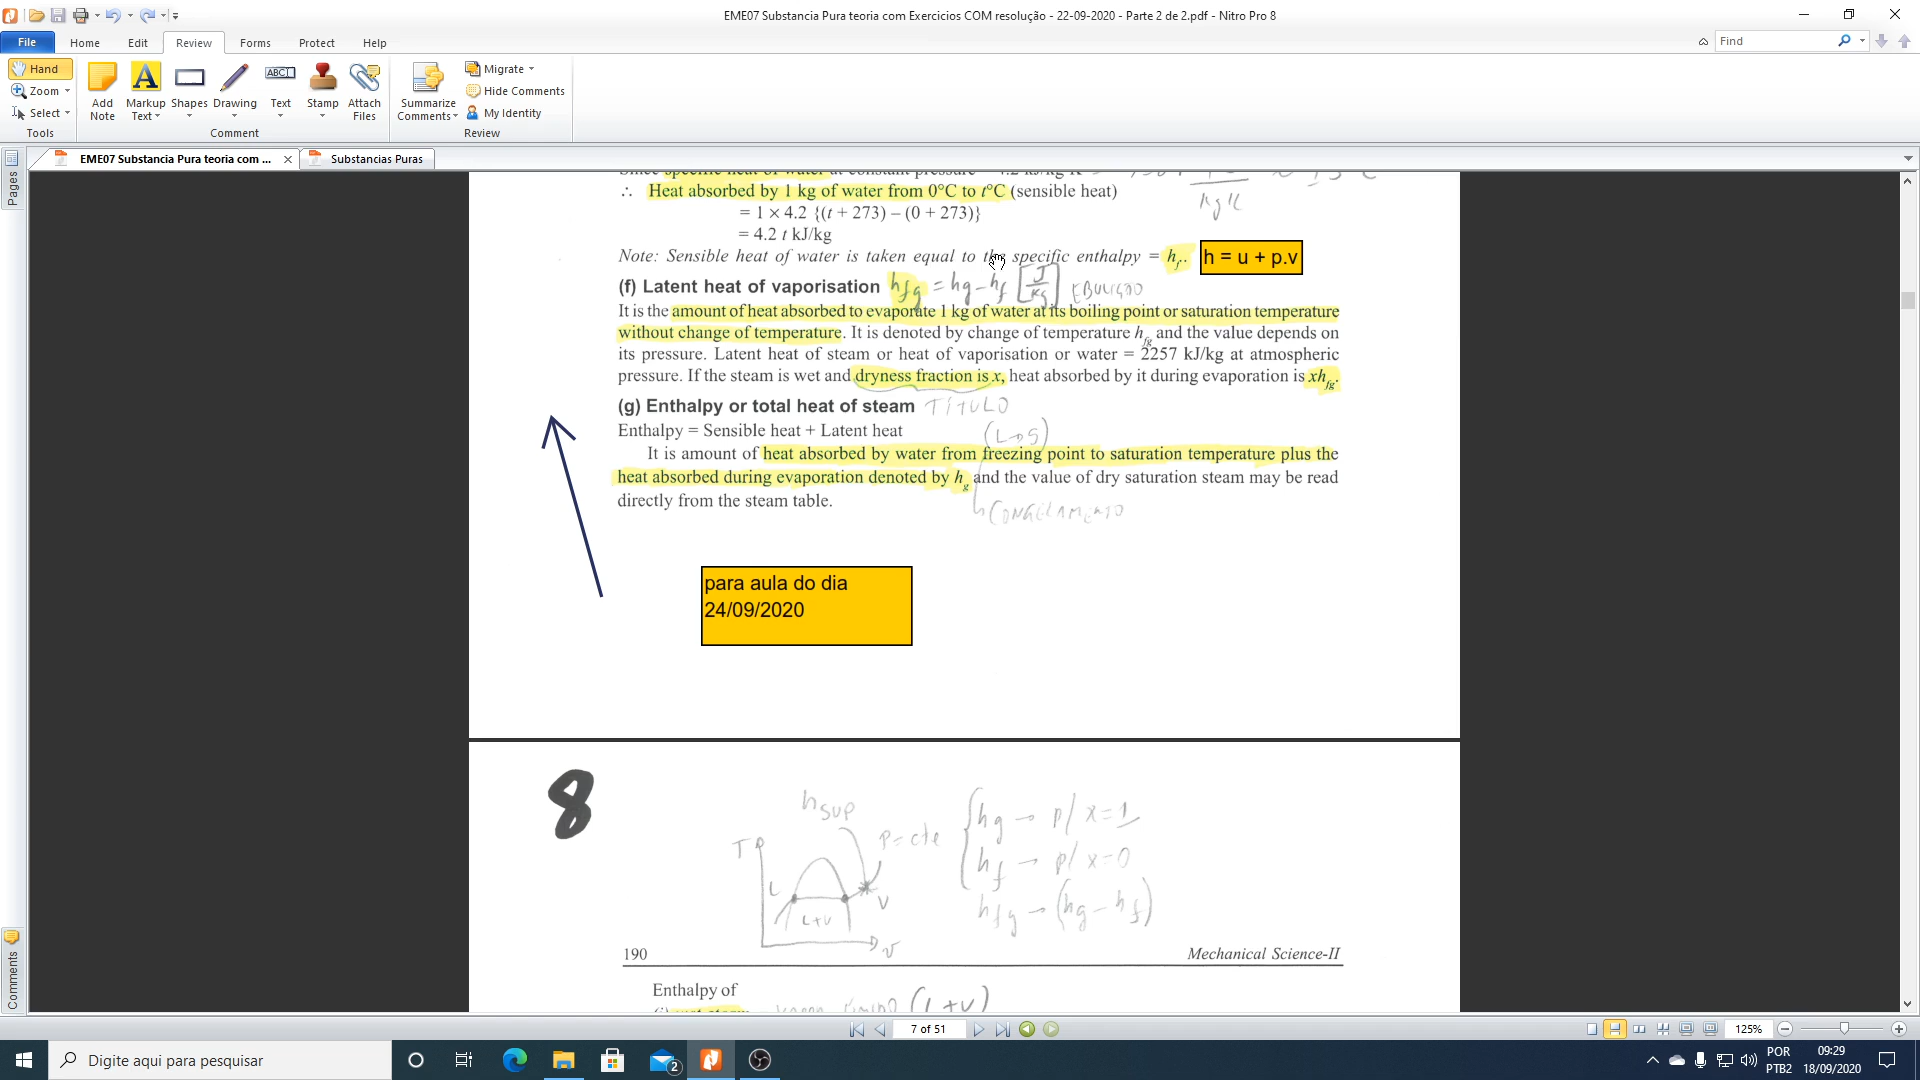 EME07 Substancia Pura teoria com Exercicios COM resolução - 22-09-2020 - Parte 2 de 2.pdf - Nitro Pro 8
File Home Edit Review Forms Protect Help
Find
Hand
Zoom
Select
Tools
Add Note
Markup Text
Shapes
Drawing
Text
Stamp
Attach Files
Comment
Summarize Comments
Migrate
Hide Comments
My Identity
Review
EME07 Substancia Pura teoria com ...
Substancias Puras
Pages
Comments
∴ Heat absorbed by 1 kg of water from 0°C to t°C (sensible heat)
= 1 × 4.2 {(t + 273) – (0 + 273)}
= 4.2 t kJ/kg
kg K
Note: Sensible heat of water is taken equal to the specific enthalpy = hf.
h = u + p.v
(f) Latent heat of vaporisation hfg = hg - hf [J/kg] EBULIÇÃO
It is the amount of heat absorbed to evaporate 1 kg of water at its boiling point or saturation temperature
without change of temperature. It is denoted by change of temperature hfg and the value depends on
its pressure. Latent heat of steam or heat of vaporisation or water = 2257 kJ/kg at atmospheric
pressure. If the steam is wet and dryness fraction is x, heat absorbed by it during evaporation is xhfg.
(g) Enthalpy or total heat of steam TÍTULO
Enthalpy = Sensible heat + Latent heat
(L→S)
It is amount of heat absorbed by water from freezing point to saturation temperature plus the
heat absorbed during evaporation denoted by hg and the value of dry saturation steam may be read
directly from the steam table.
CONGELAMENTO
para aula do dia
24/09/2020
8
hsup
T
p=cte
L
L+V
V
v
hg → p/ x=1
hf → p/ x=0
hfg → (hg - hf)
190
Mechanical Science-II
Enthalpy of
(L+V)
7 of 51
125%
Digite aqui para pesquisar
2
POR
PTB2
09:29
18/09/2020